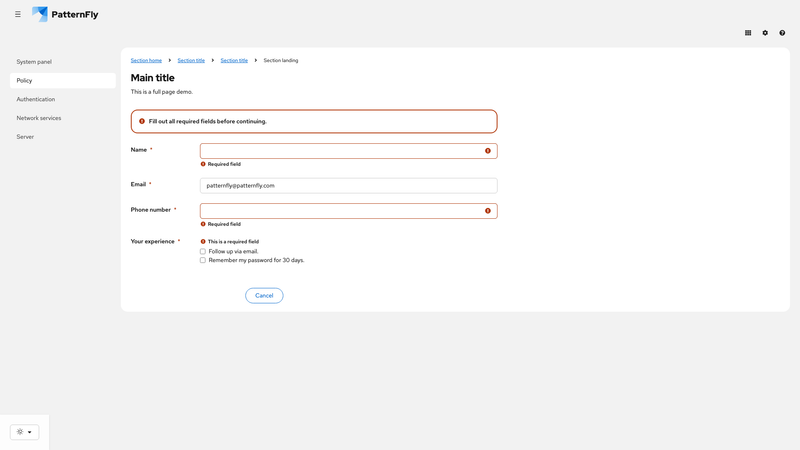 PatternFly
System panel
Policy
Authentication
Network services
Server
Section home
Section title
Section title
Section landing
Main title
This is a full page demo.
Fill out all required fields before continuing.
Name *
Required field
Email *
patternfly@patternfly.com
Phone number *
Required field
Your experience *
This is a required field
Follow up via email.
Remember my password for 30 days.
Cancel